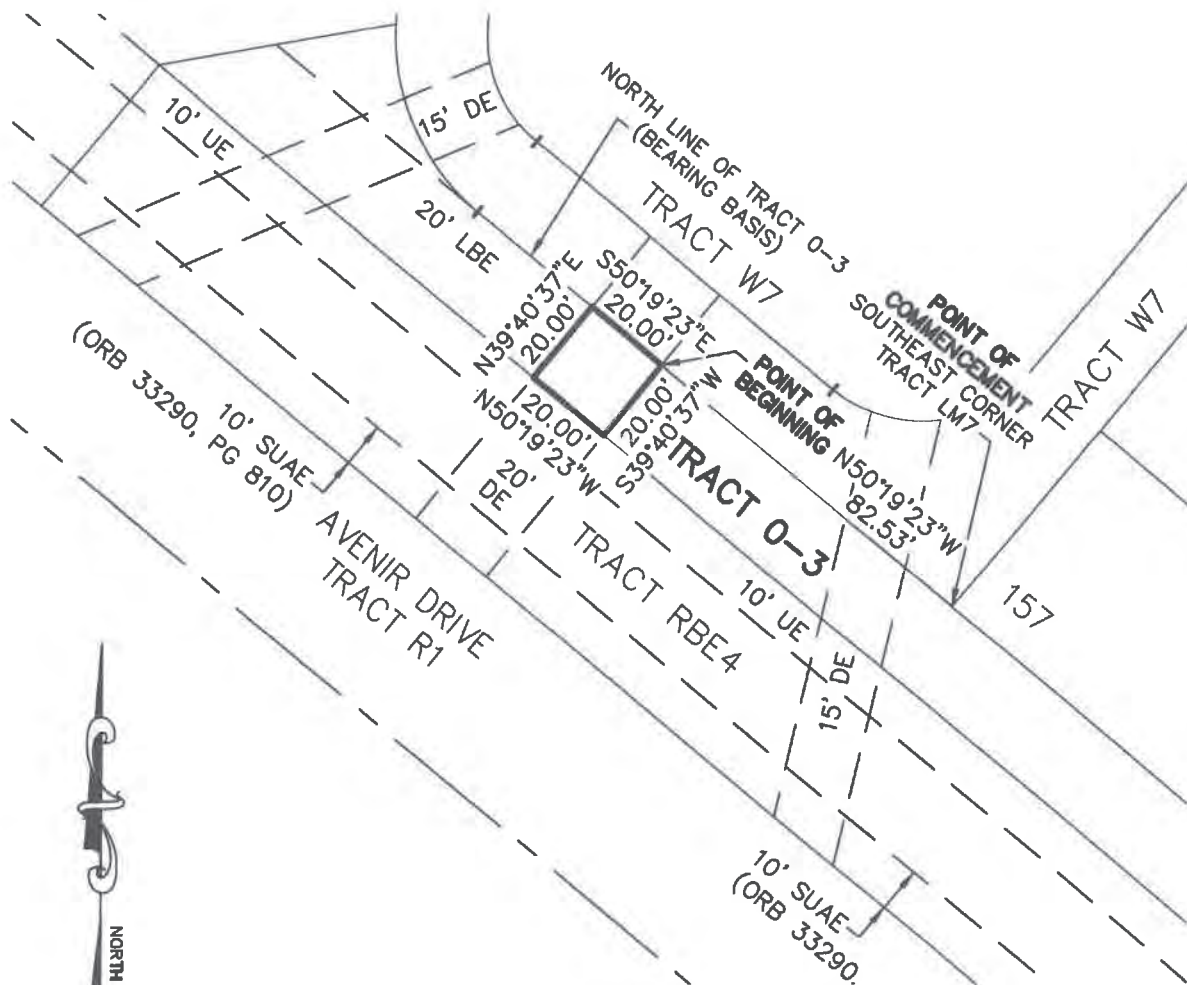 10' UE
15' DE
20' LBE
NORTH LINE OF TRACT O-3
(BEARING BASIS)
TRACT W7
N39°40'37"E
20.00'
S50°19'23"E
20.00'
POINT OF
COMMENCEMENT
SOUTHEAST CORNER
TRACT LM7
TRACT W7
POINT OF
BEGINNING
N50°19'23"W
82.53'
20.00'
S39°40'37"W
20.00'
N50°19'23"W
TRACT O-3
157
(ORB 33290, PG 810)
10' SUAE
20'
DE
AVENIR DRIVE
TRACT R1
TRACT RBE4
10' UE
15' DE
10' SUAE
(ORB 33290,
NORTH